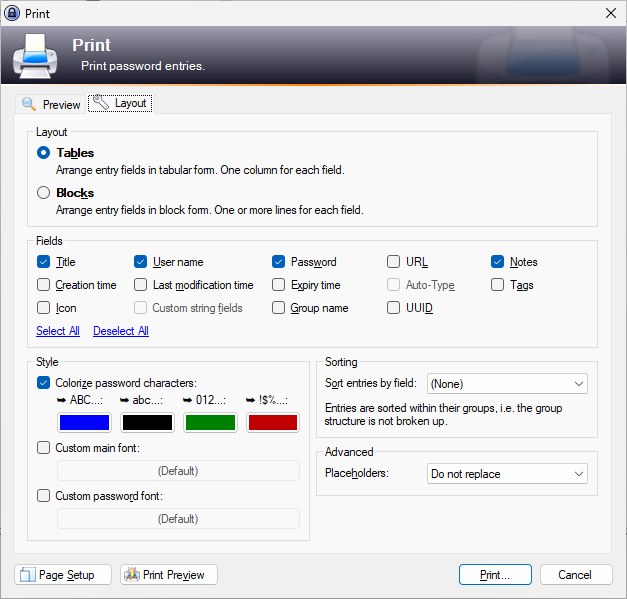 Print
Print
Print password entries.
Preview
Layout
Layout
Tables
Arrange entry fields in tabular form. One column for each field.
Blocks
Arrange entry fields in block form. One or more lines for each field.
Fields
Title User name Password URL Notes
Creation time Last modification time Expiry time Auto-Type Tags
Icon Custom string fields Group name UUID
Select All Deselect All
Style
Colorize password characters:
➥ ABC...: ➥ abc...: ➥ 012...: ➥ !$%...:
Custom main font:
(Default)
Custom password font:
(Default)
Sorting
Sort entries by field: (None)
Entries are sorted within their groups, i.e. the group
structure is not broken up.
Advanced
Placeholders: Do not replace
Page Setup Print Preview Print... Cancel